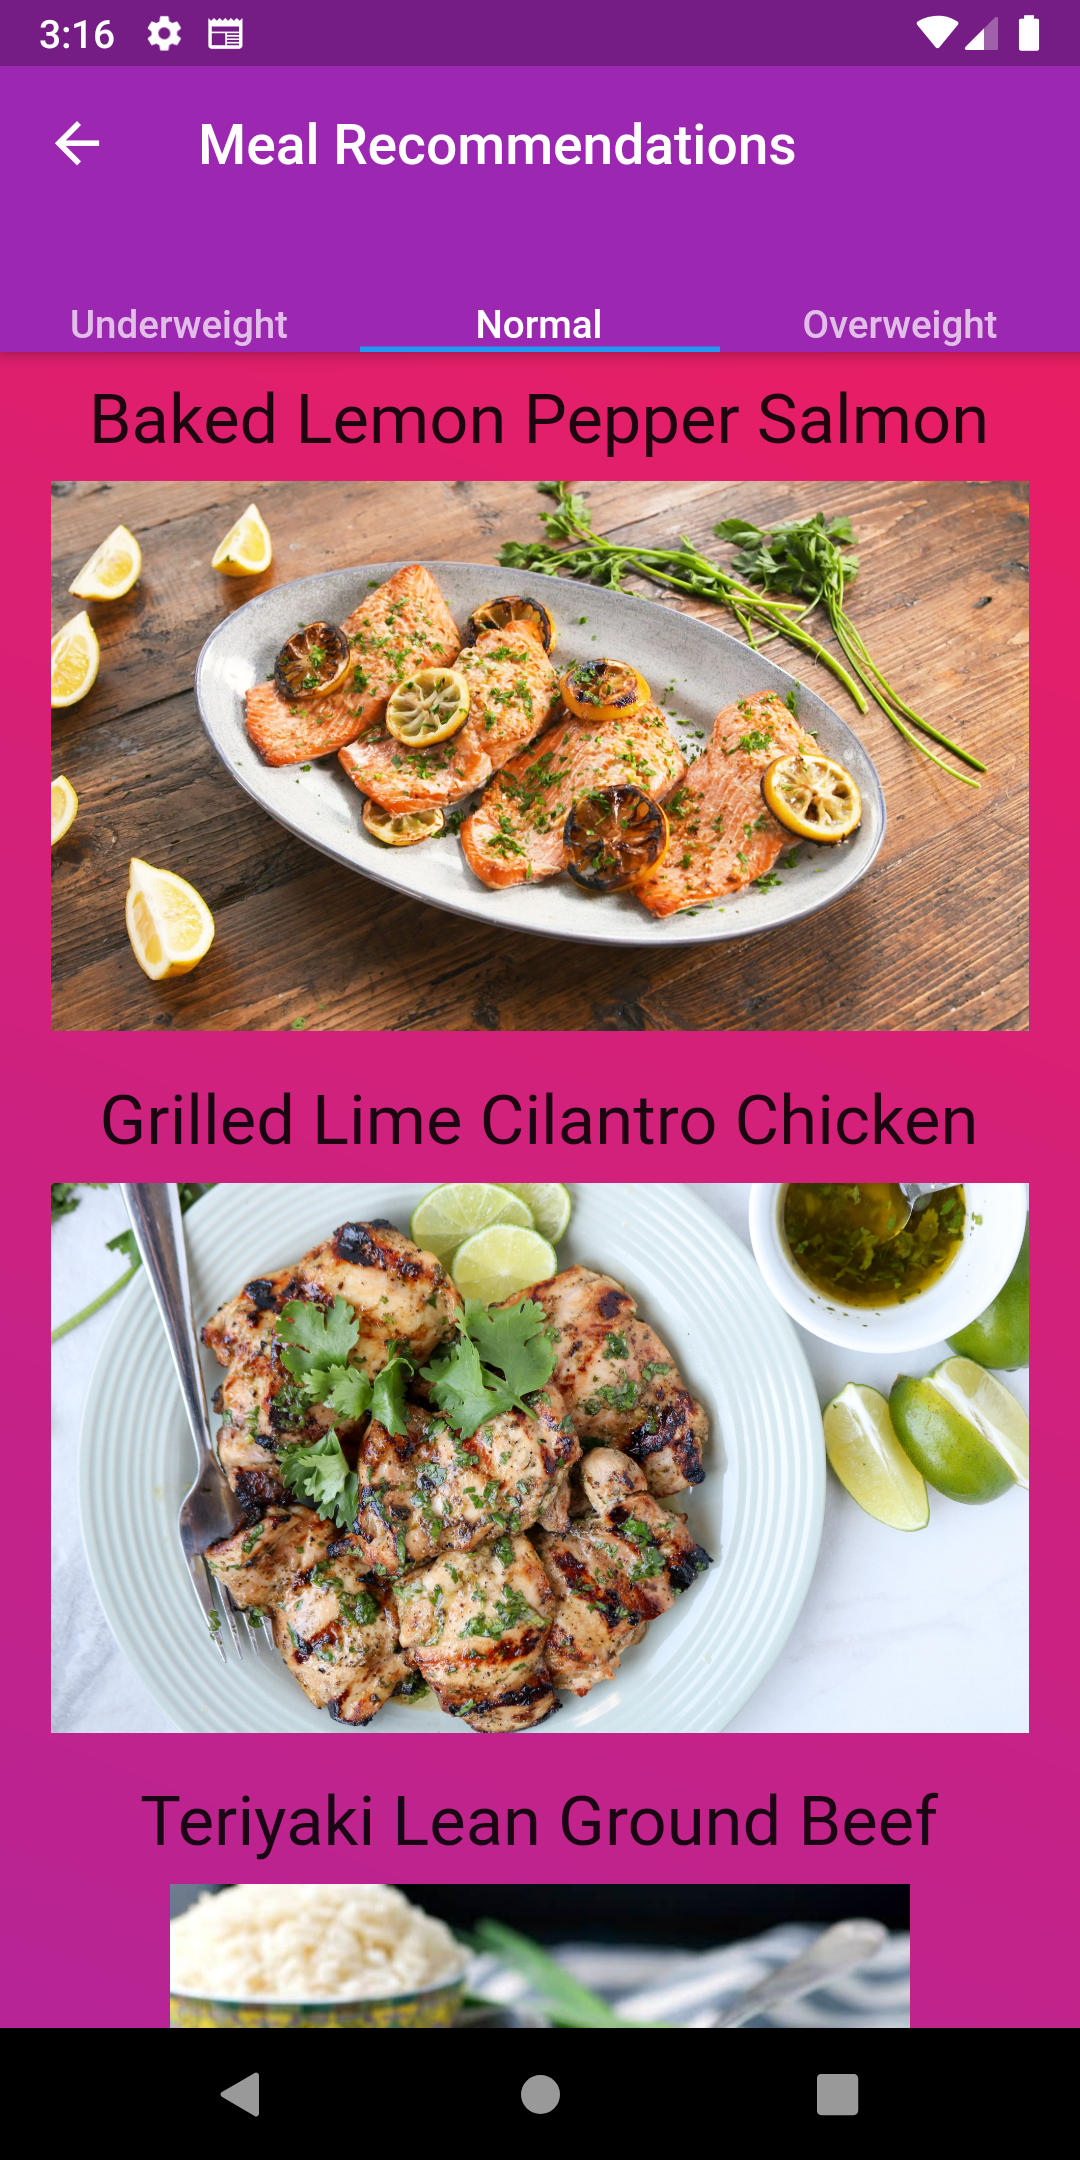 3:16
Meal Recommendations
Underweight Normal Overweight
Baked Lemon Pepper Salmon
Grilled Lime Cilantro Chicken
Teriyaki Lean Ground Beef